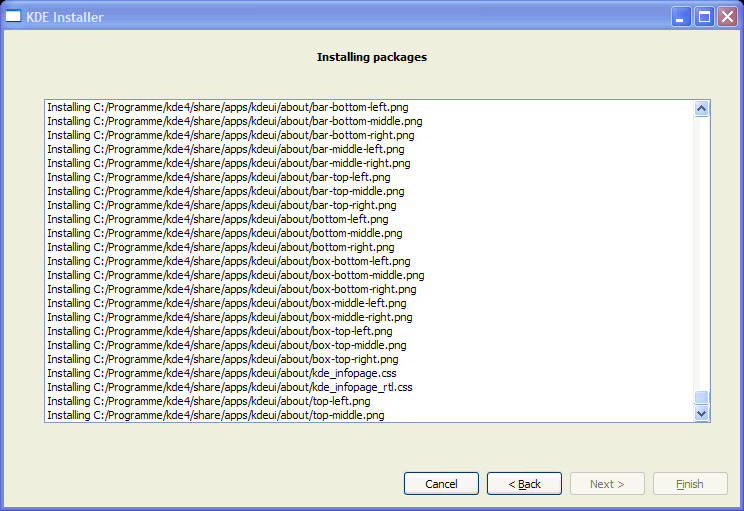 KDE Installer
Installing packages
Installing C:/Programme/kde4/share/apps/kdeui/about/bar-bottom-left.png
Installing C:/Programme/kde4/share/apps/kdeui/about/bar-bottom-middle.png
Installing C:/Programme/kde4/share/apps/kdeui/about/bar-bottom-right.png
Installing C:/Programme/kde4/share/apps/kdeui/about/bar-middle-left.png
Installing C:/Programme/kde4/share/apps/kdeui/about/bar-middle-right.png
Installing C:/Programme/kde4/share/apps/kdeui/about/bar-top-left.png
Installing C:/Programme/kde4/share/apps/kdeui/about/bar-top-middle.png
Installing C:/Programme/kde4/share/apps/kdeui/about/bar-top-right.png
Installing C:/Programme/kde4/share/apps/kdeui/about/bottom-left.png
Installing C:/Programme/kde4/share/apps/kdeui/about/bottom-middle.png
Installing C:/Programme/kde4/share/apps/kdeui/about/bottom-right.png
Installing C:/Programme/kde4/share/apps/kdeui/about/box-bottom-left.png
Installing C:/Programme/kde4/share/apps/kdeui/about/box-bottom-middle.png
Installing C:/Programme/kde4/share/apps/kdeui/about/box-bottom-right.png
Installing C:/Programme/kde4/share/apps/kdeui/about/box-middle-left.png
Installing C:/Programme/kde4/share/apps/kdeui/about/box-middle-right.png
Installing C:/Programme/kde4/share/apps/kdeui/about/box-top-left.png
Installing C:/Programme/kde4/share/apps/kdeui/about/box-top-middle.png
Installing C:/Programme/kde4/share/apps/kdeui/about/box-top-right.png
Installing C:/Programme/kde4/share/apps/kdeui/about/kde_infopage.css
Installing C:/Programme/kde4/share/apps/kdeui/about/kde_infopage_rtl.css
Installing C:/Programme/kde4/share/apps/kdeui/about/top-left.png
Installing C:/Programme/kde4/share/apps/kdeui/about/top-middle.png
Cancel < Back Next > Finish